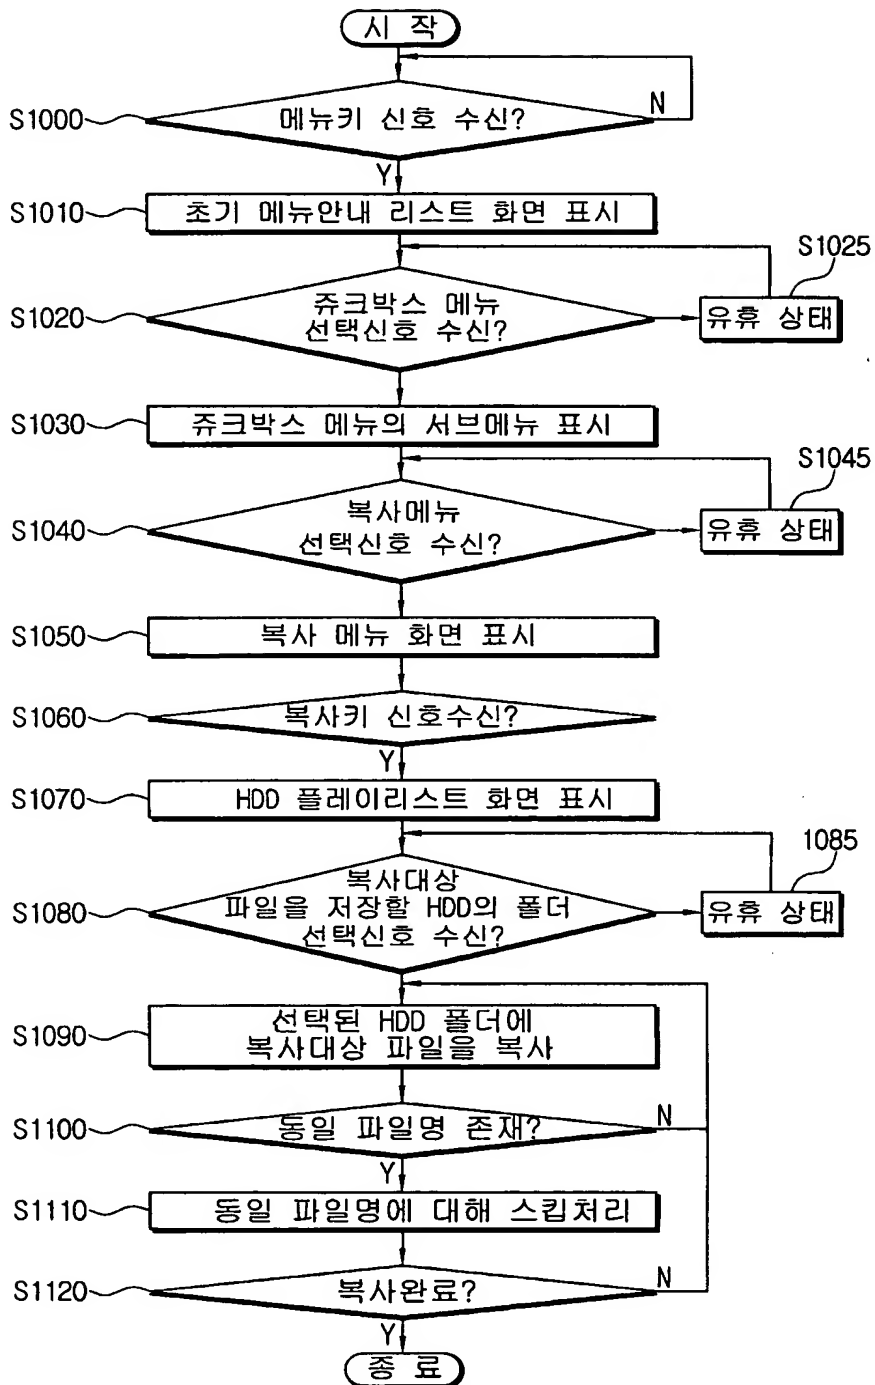 시 작
S1000
메뉴키 신호 수신?
N
Y
S1010
초기 메뉴안내 리스트 화면 표시
S1025
S1020
쥬크박스 메뉴
선택신호 수신?
유휴 상태
S1030
쥬크박스 메뉴의 서브메뉴 표시
S1045
S1040
복사메뉴
선택신호 수신?
유휴 상태
S1050
복사 메뉴 화면 표시
S1060
복사키 신호수신?
Y
S1070
HDD 플레이리스트 화면 표시
1085
S1080
복사대상
파일을 저장할 HDD의 폴더
선택신호 수신?
유휴 상태
S1090
선택된 HDD 폴더에
복사대상 파일을 복사
S1100
동일 파일명 존재?
N
Y
S1110
동일 파일명에 대해 스킵처리
S1120
복사완료?
N
Y
종 료